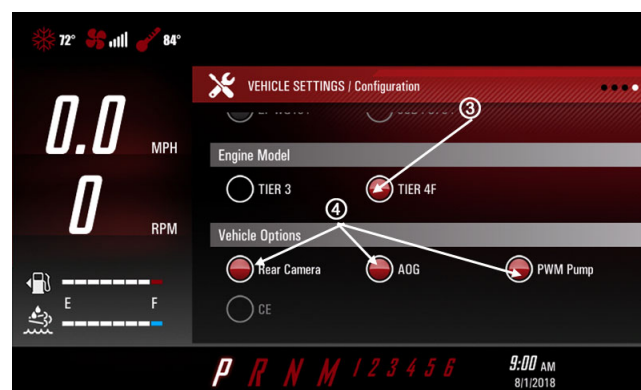 72° 84°
VEHICLE SETTINGS / Configuration
③
0.0 MPH
Engine Model
TIER 3 TIER 4F
④
0 RPM
Vehicle Options
Rear Camera AOG PWM Pump
E F
CE
P R N M 1 2 3 4 5 6
9:00 AM
8/1/2018